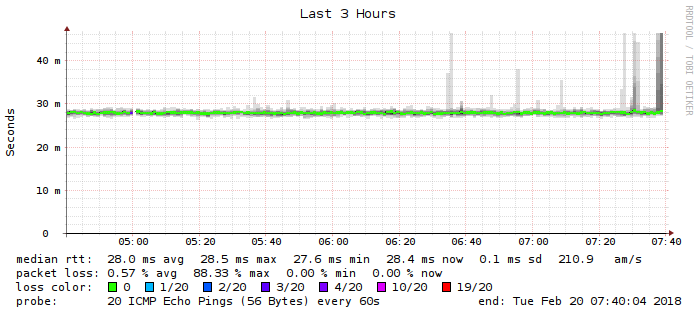 Last 3 Hours
RRDTOOL / TOBI OETIKER
Seconds
40 m
30 m
20 m
10 m
0
05:00 05:20 05:40 06:00 06:20 06:40 07:00 07:20 07:40
median rtt: 28.0 ms avg 28.5 ms max 27.6 ms min 28.4 ms now 0.1 ms sd 210.9 am/s
packet loss: 0.57 % avg 88.33 % max 0.00 % min 0.00 % now
loss color: 0 1/20 2/20 3/20 4/20 10/20 19/20
probe: 20 ICMP Echo Pings (56 Bytes) every 60s end: Tue Feb 20 07:40:04 2018